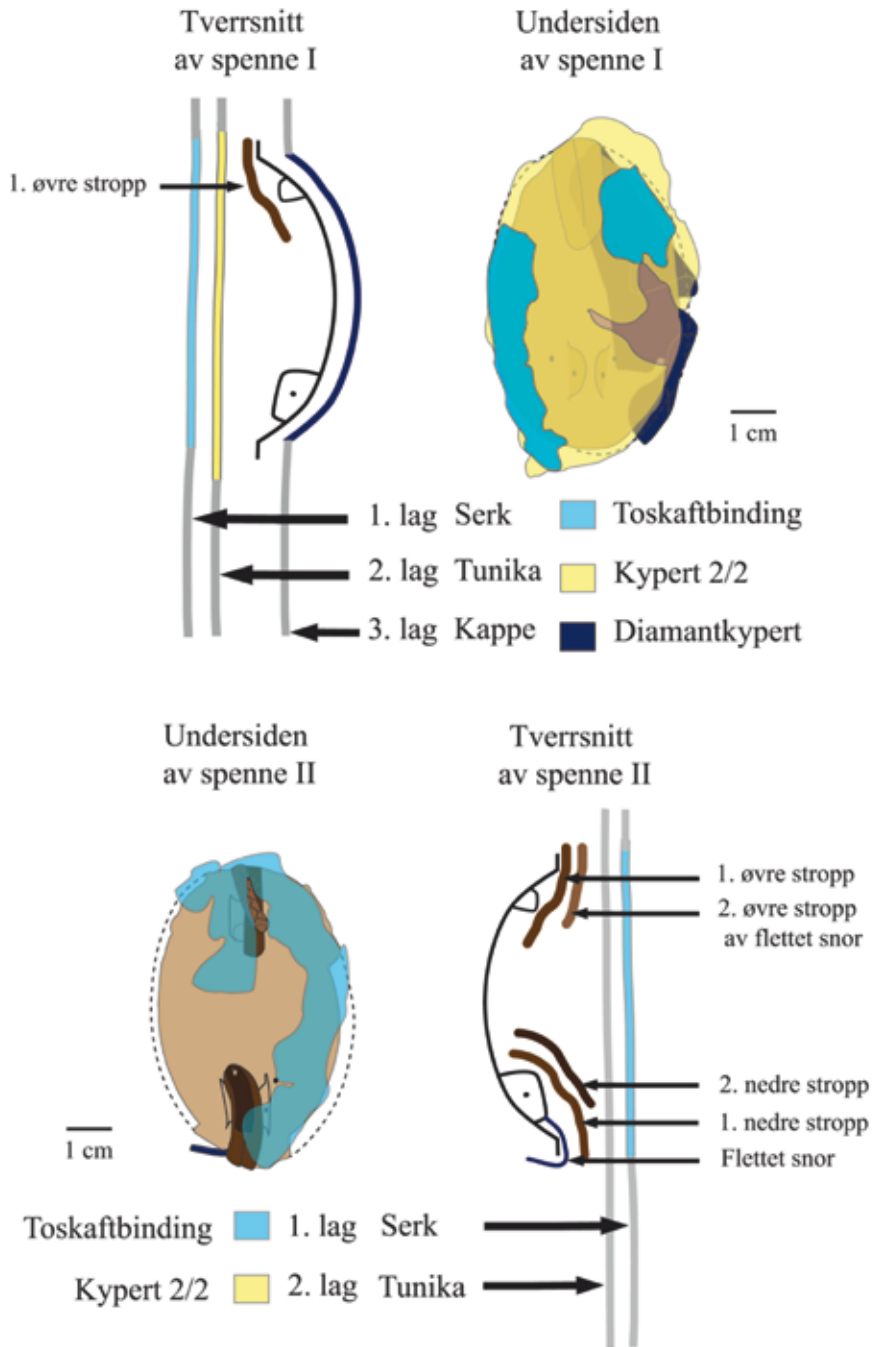 Tverrsnitt
av spenne I
Undersiden
av spenne I
1. øvre stropp
1 cm
1. lag Serk Toskaftbinding
2. lag Tunika Kypert 2/2
3. lag Kappe Diamantkypert
Undersiden
av spenne II
Tverrsnitt
av spenne II
1. øvre stropp
2. øvre stropp
av flettet snor
2. nedre stropp
1. nedre stropp
Flettet snor
1 cm
Toskaftbinding 1. lag Serk
Kypert 2/2 2. lag Tunika